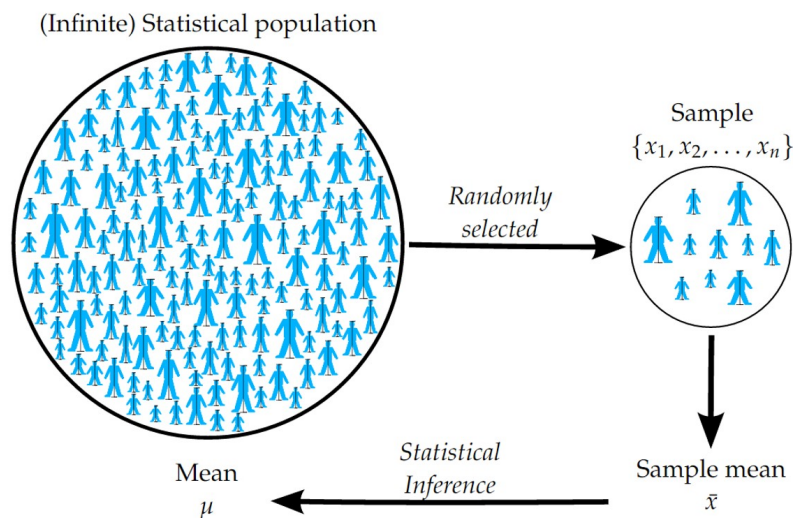 (Infinite) Statistical population
Sample
{x₁, x₂, . . . , xₙ}
Randomly
selected
Statistical
Inference
Mean
μ
Sample mean
x̄